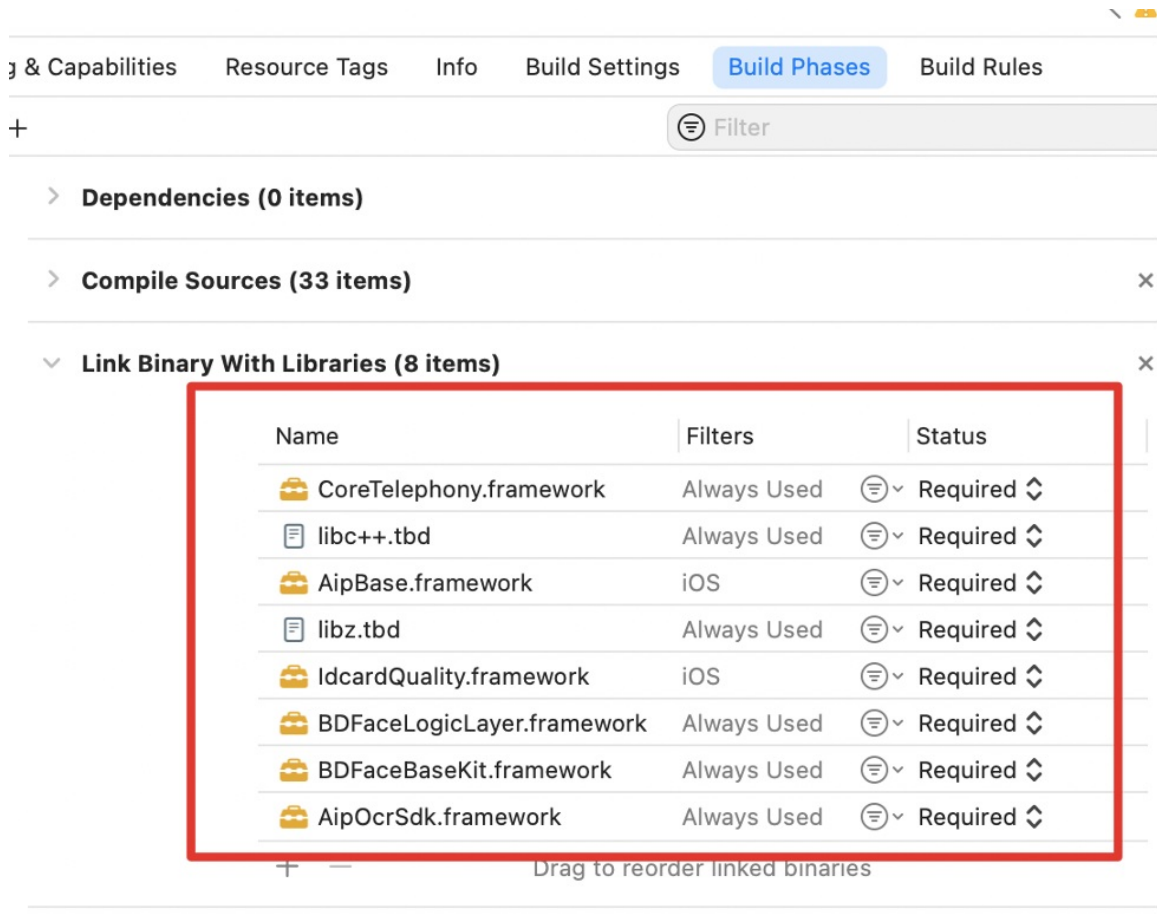 g & Capabilities Resource Tags Info Build Settings Build Phases Build Rules
+ Filter
Dependencies (0 items)
Compile Sources (33 items) ×
Link Binary With Libraries (8 items) ×
Name Filters Status
CoreTelephony.framework Always Used Required
libc++.tbd Always Used Required
AipBase.framework iOS Required
libz.tbd Always Used Required
IdcardQuality.framework iOS Required
BDFaceLogicLayer.framework Always Used Required
BDFaceBaseKit.framework Always Used Required
AipOcrSdk.framework Always Used Required
+ — Drag to reorder linked binaries